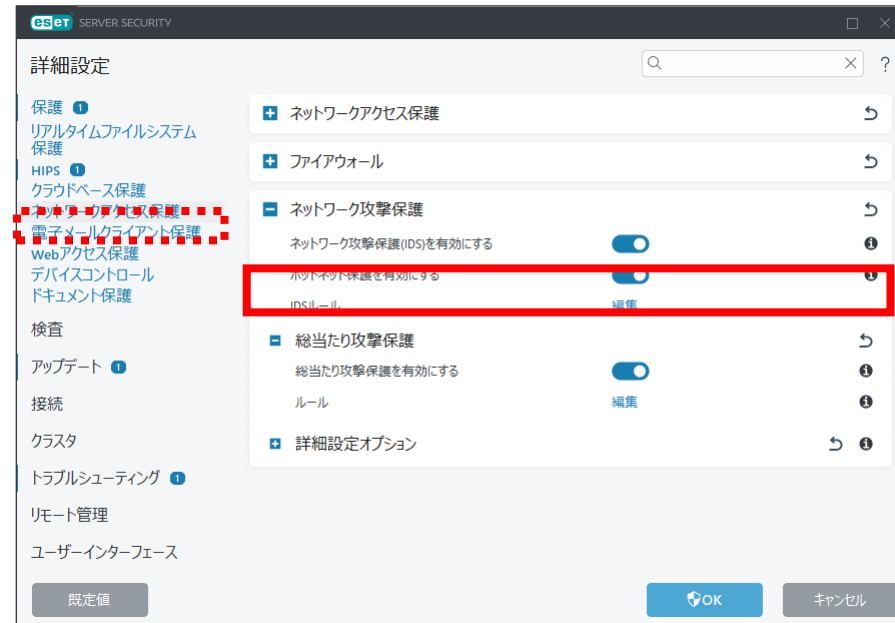 eset SERVER SECURITY
詳細設定
?
保護 1
リアルタイムファイルシステム
保護
HIPS 1
クラウドベース保護
ネットワークアクセス保護
電子メールクライアント保護
Webアクセス保護
デバイスコントロール
ドキュメント保護
検査
アップデート 1
接続
クラスタ
トラブルシューティング 1
リモート管理
ユーザーインターフェース
ネットワークアクセス保護
ファイアウォール
ネットワーク攻撃保護
ネットワーク攻撃保護(IDS)を有効にする
ボットネット保護を有効にする
IDSルール 編集
総当たり攻撃保護
総当たり攻撃保護を有効にする
ルール 編集
詳細設定オプション
既定値
OK
キャンセル